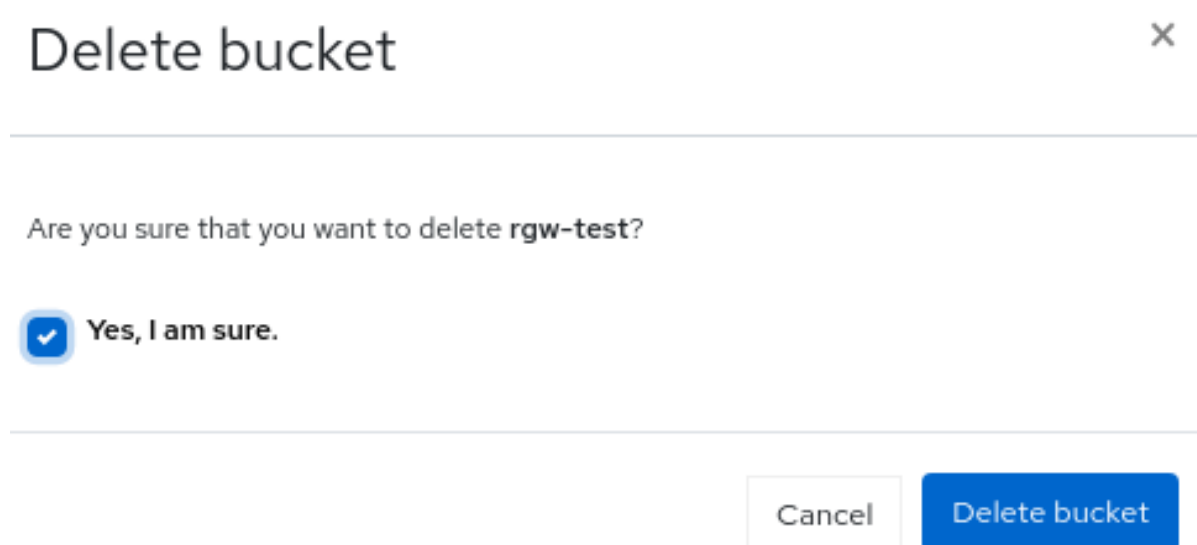 Delete bucket
Are you sure that you want to delete rgw-test?
Yes, I am sure.
Cancel
Delete bucket